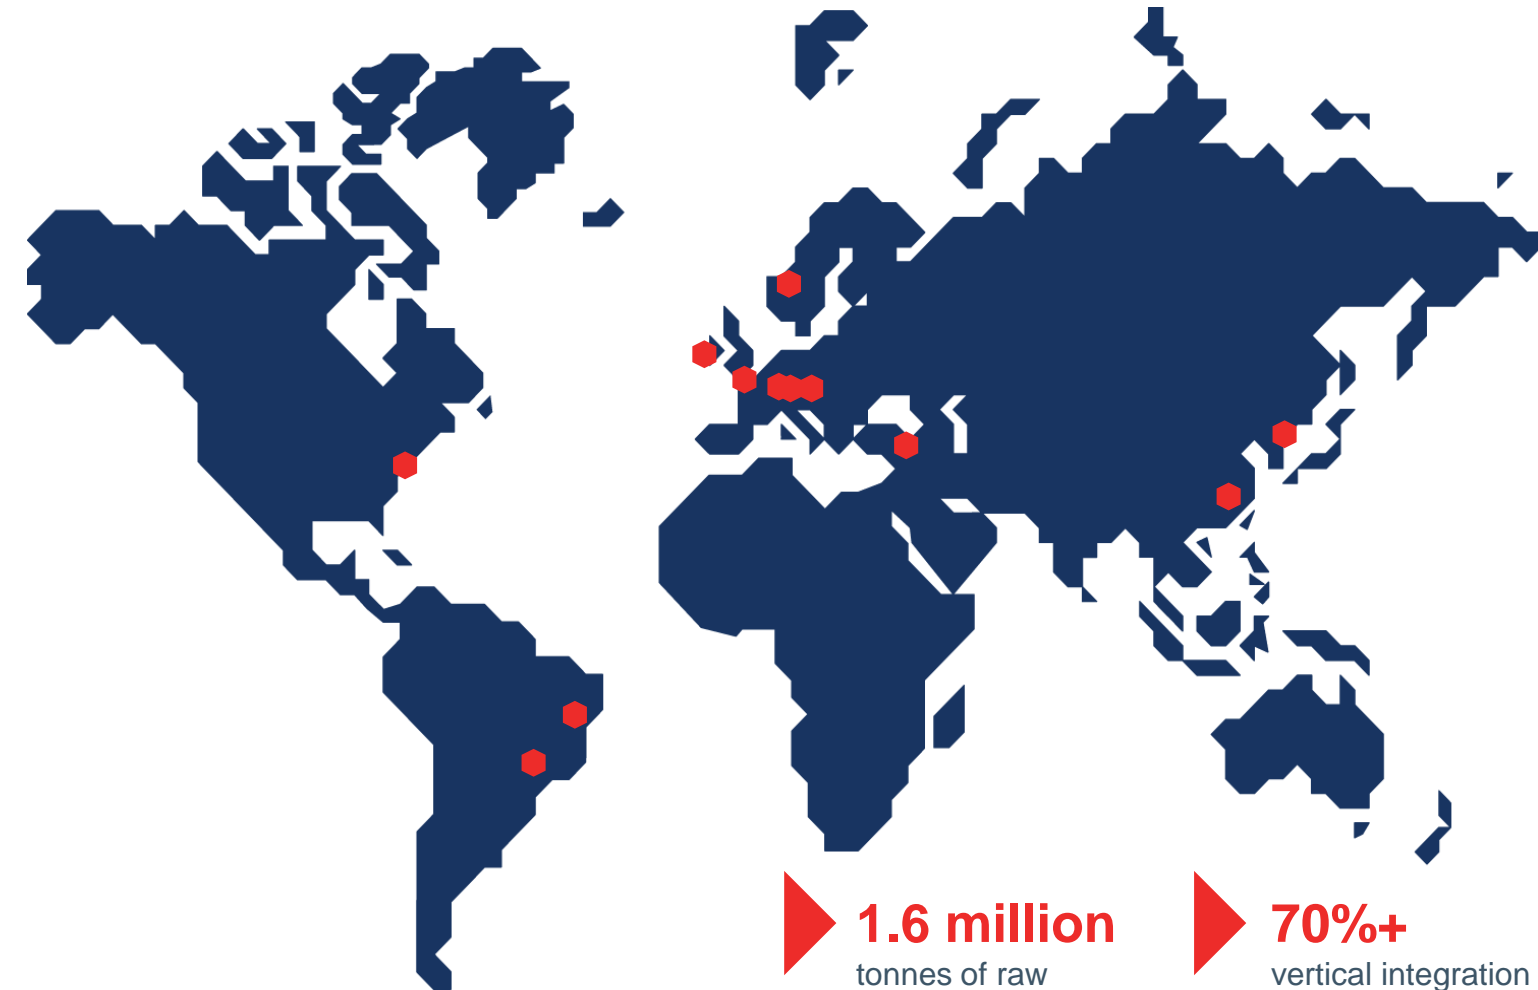 1.6 million
tonnes of raw
70%+
vertical integration